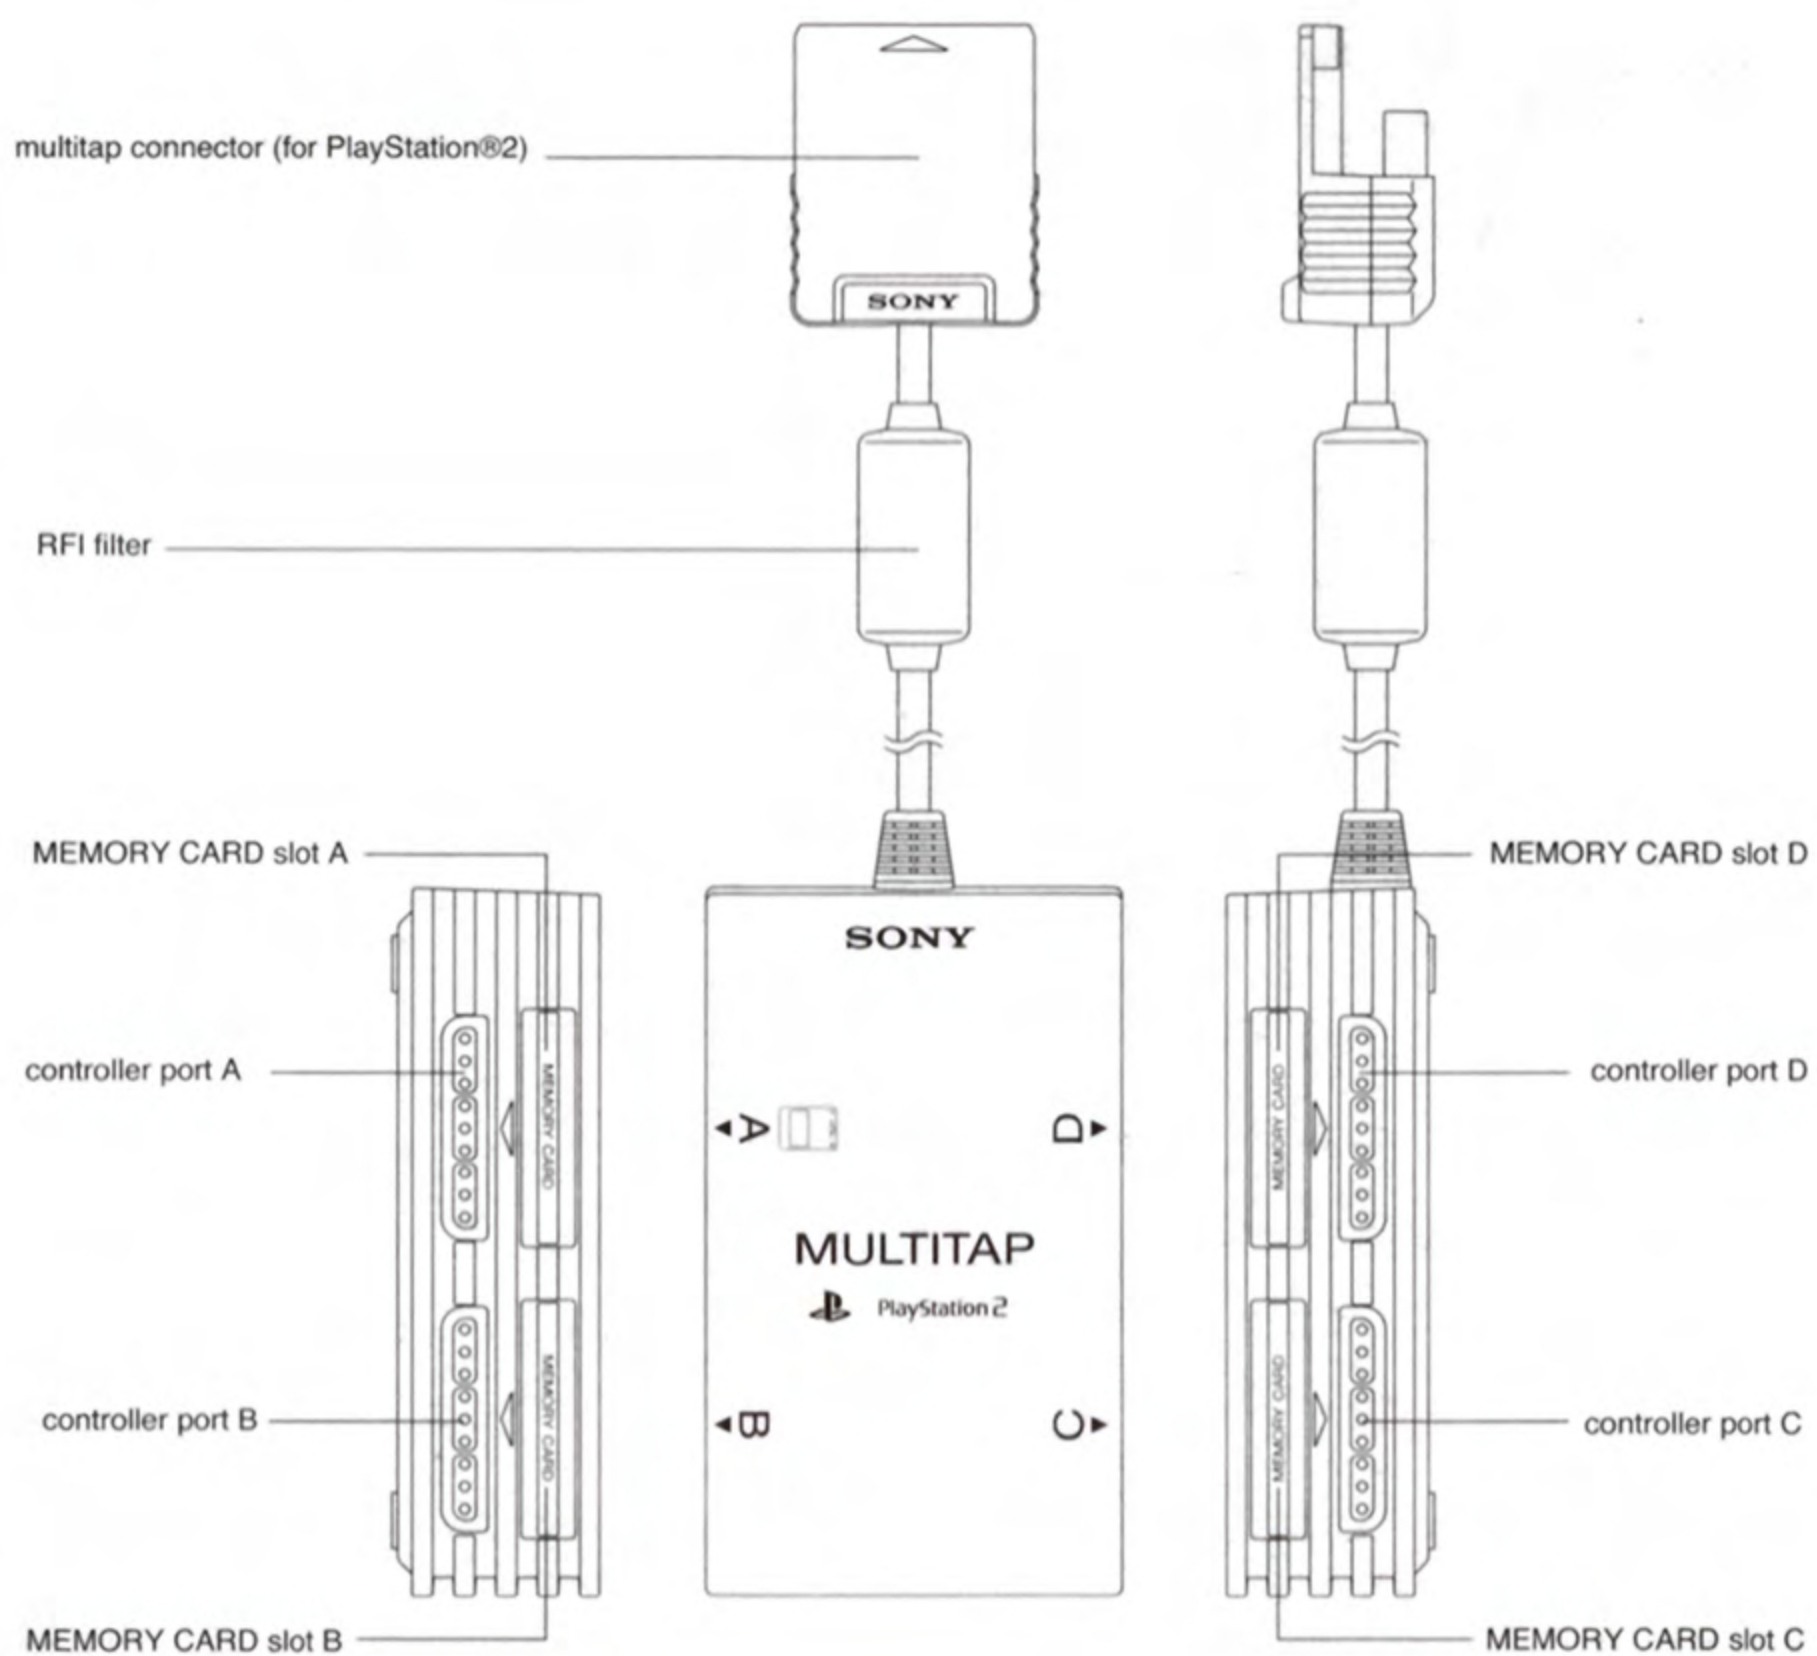 multitap connector (for PlayStation®2)
SONY
RFI filter
MEMORY CARD slot A
MEMORY CARD slot D
SONY
controller port A
MEMORY CARD
A
D
MEMORY CARD
controller port D
MULTITAP
PlayStation 2
controller port B
MEMORY CARD
B
C
MEMORY CARD
controller port C
MEMORY CARD slot B
MEMORY CARD slot C